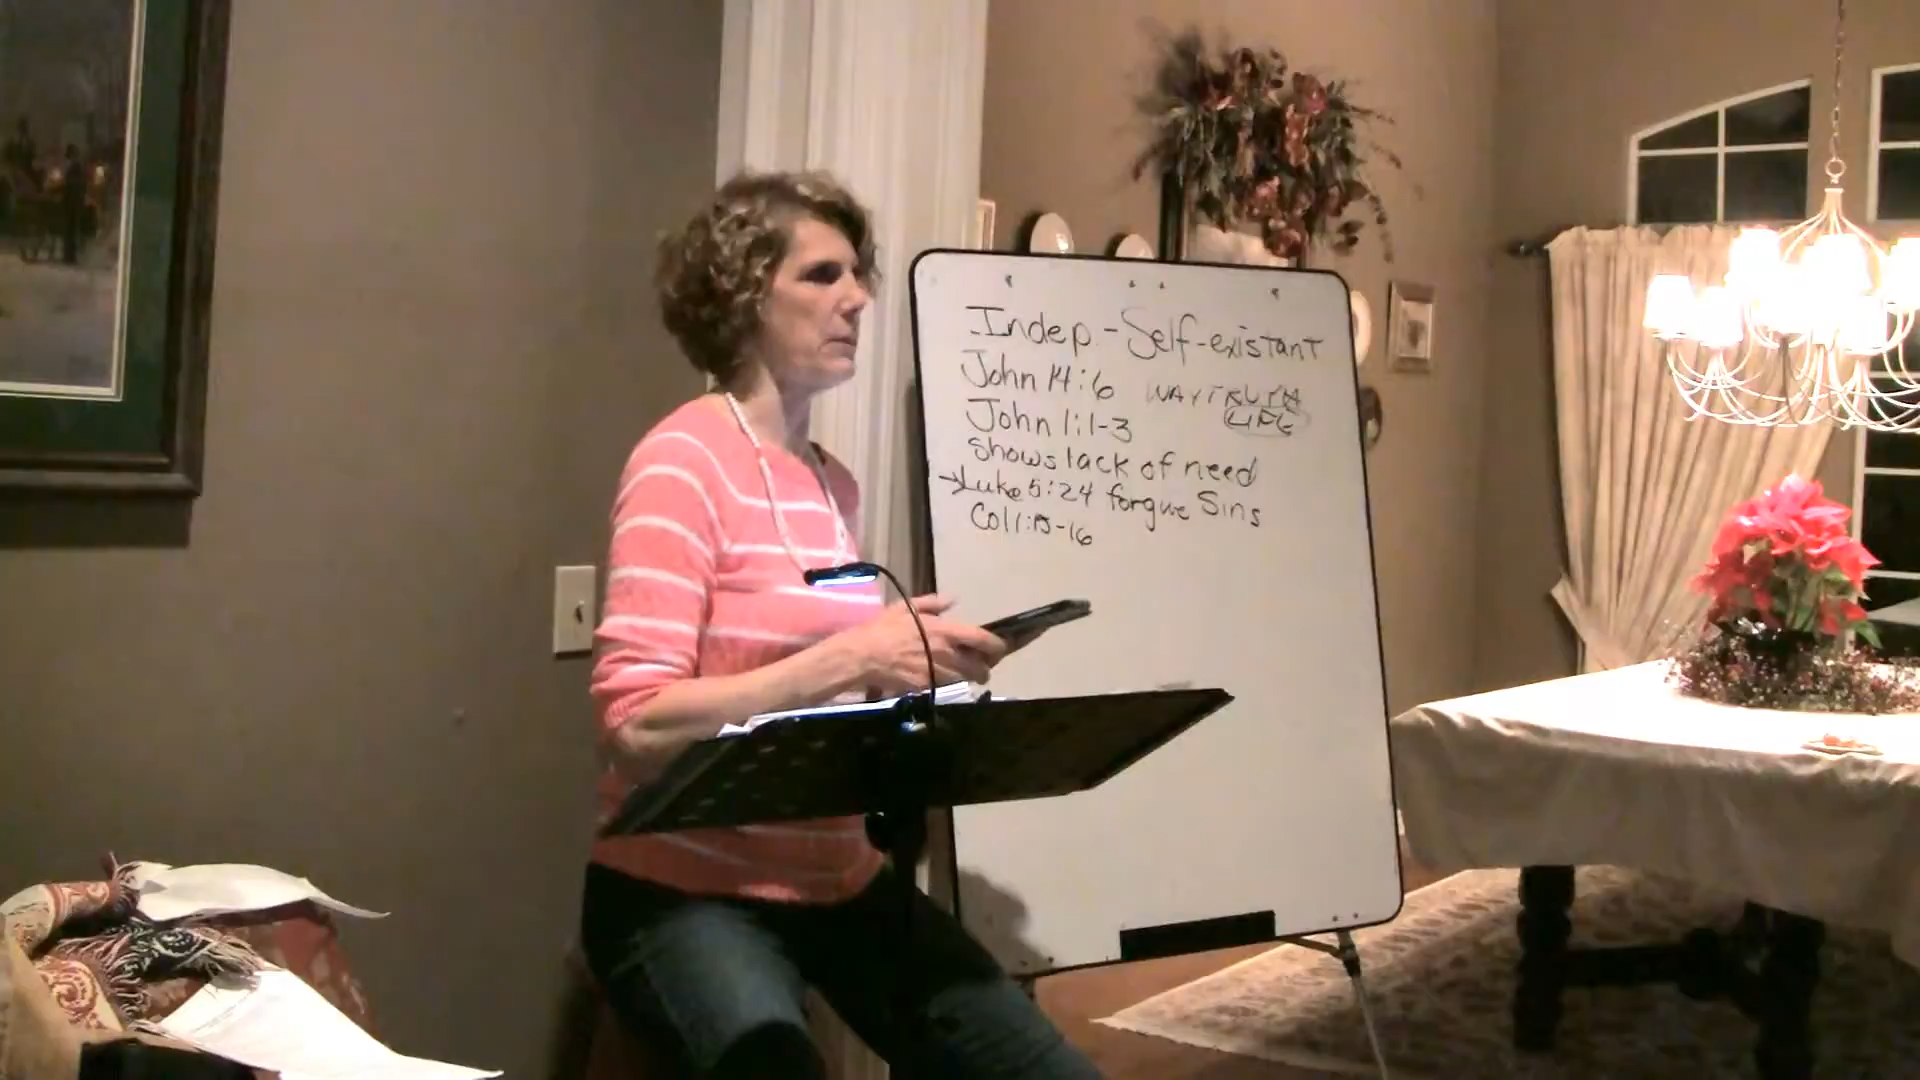 Indep. - Self-existant
John 14:6 WAY TRUTH
LIFE
John 1:1-3
shows lack of need
→Luke 5:24 forgive Sins
Col 1:15-16